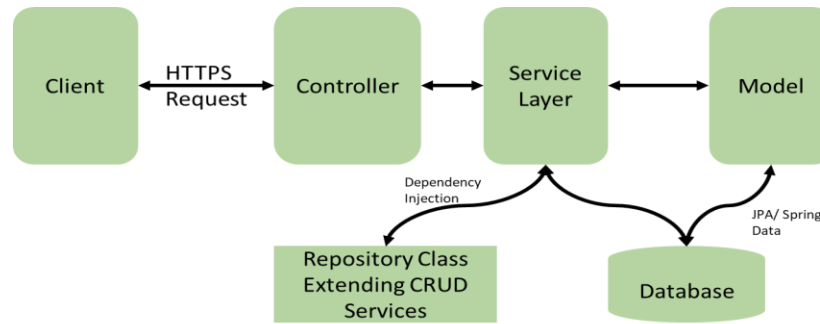 Client
HTTPS
Request
Controller
Service
Layer
Model
Dependency
Injection
JPA/ Spring
Data
Repository Class
Extending CRUD
Services
Database